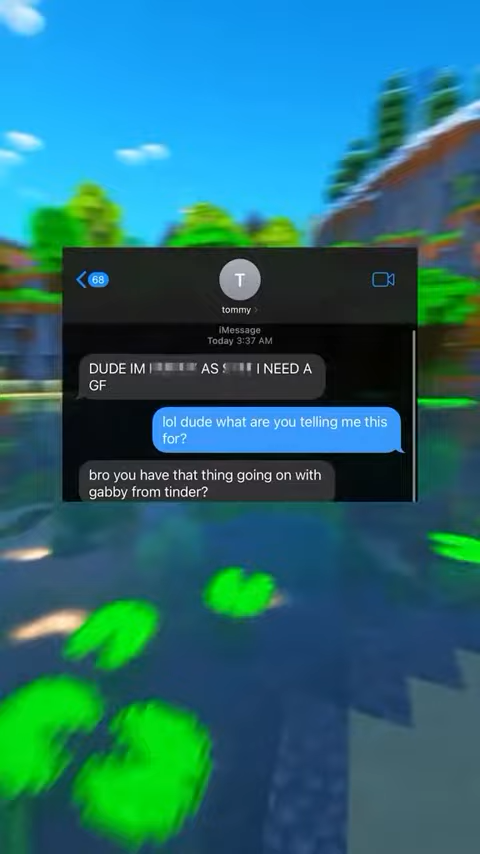 68
T
tommy
iMessage
Today 3:37 AM
DUDE IM AS I NEED A
GF
lol dude what are you telling me this
for?
bro you have that thing going on with
gabby from tinder?